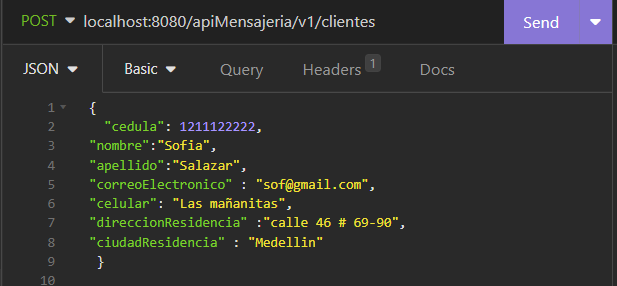 POST localhost:8080/apiMensajeria/v1/clientes Send
JSON Basic Query Headers 1 Docs
1 {
2 "cedula": 1211122222,
3 "nombre":"Sofia",
4 "apellido":"Salazar",
5 "correoElectronico" : "sof@gmail.com",
6 "celular": "Las mañanitas",
7 "direccionResidencia" :"calle 46 # 69-90",
8 "ciudadResidencia" : "Medellin"
9 }
10